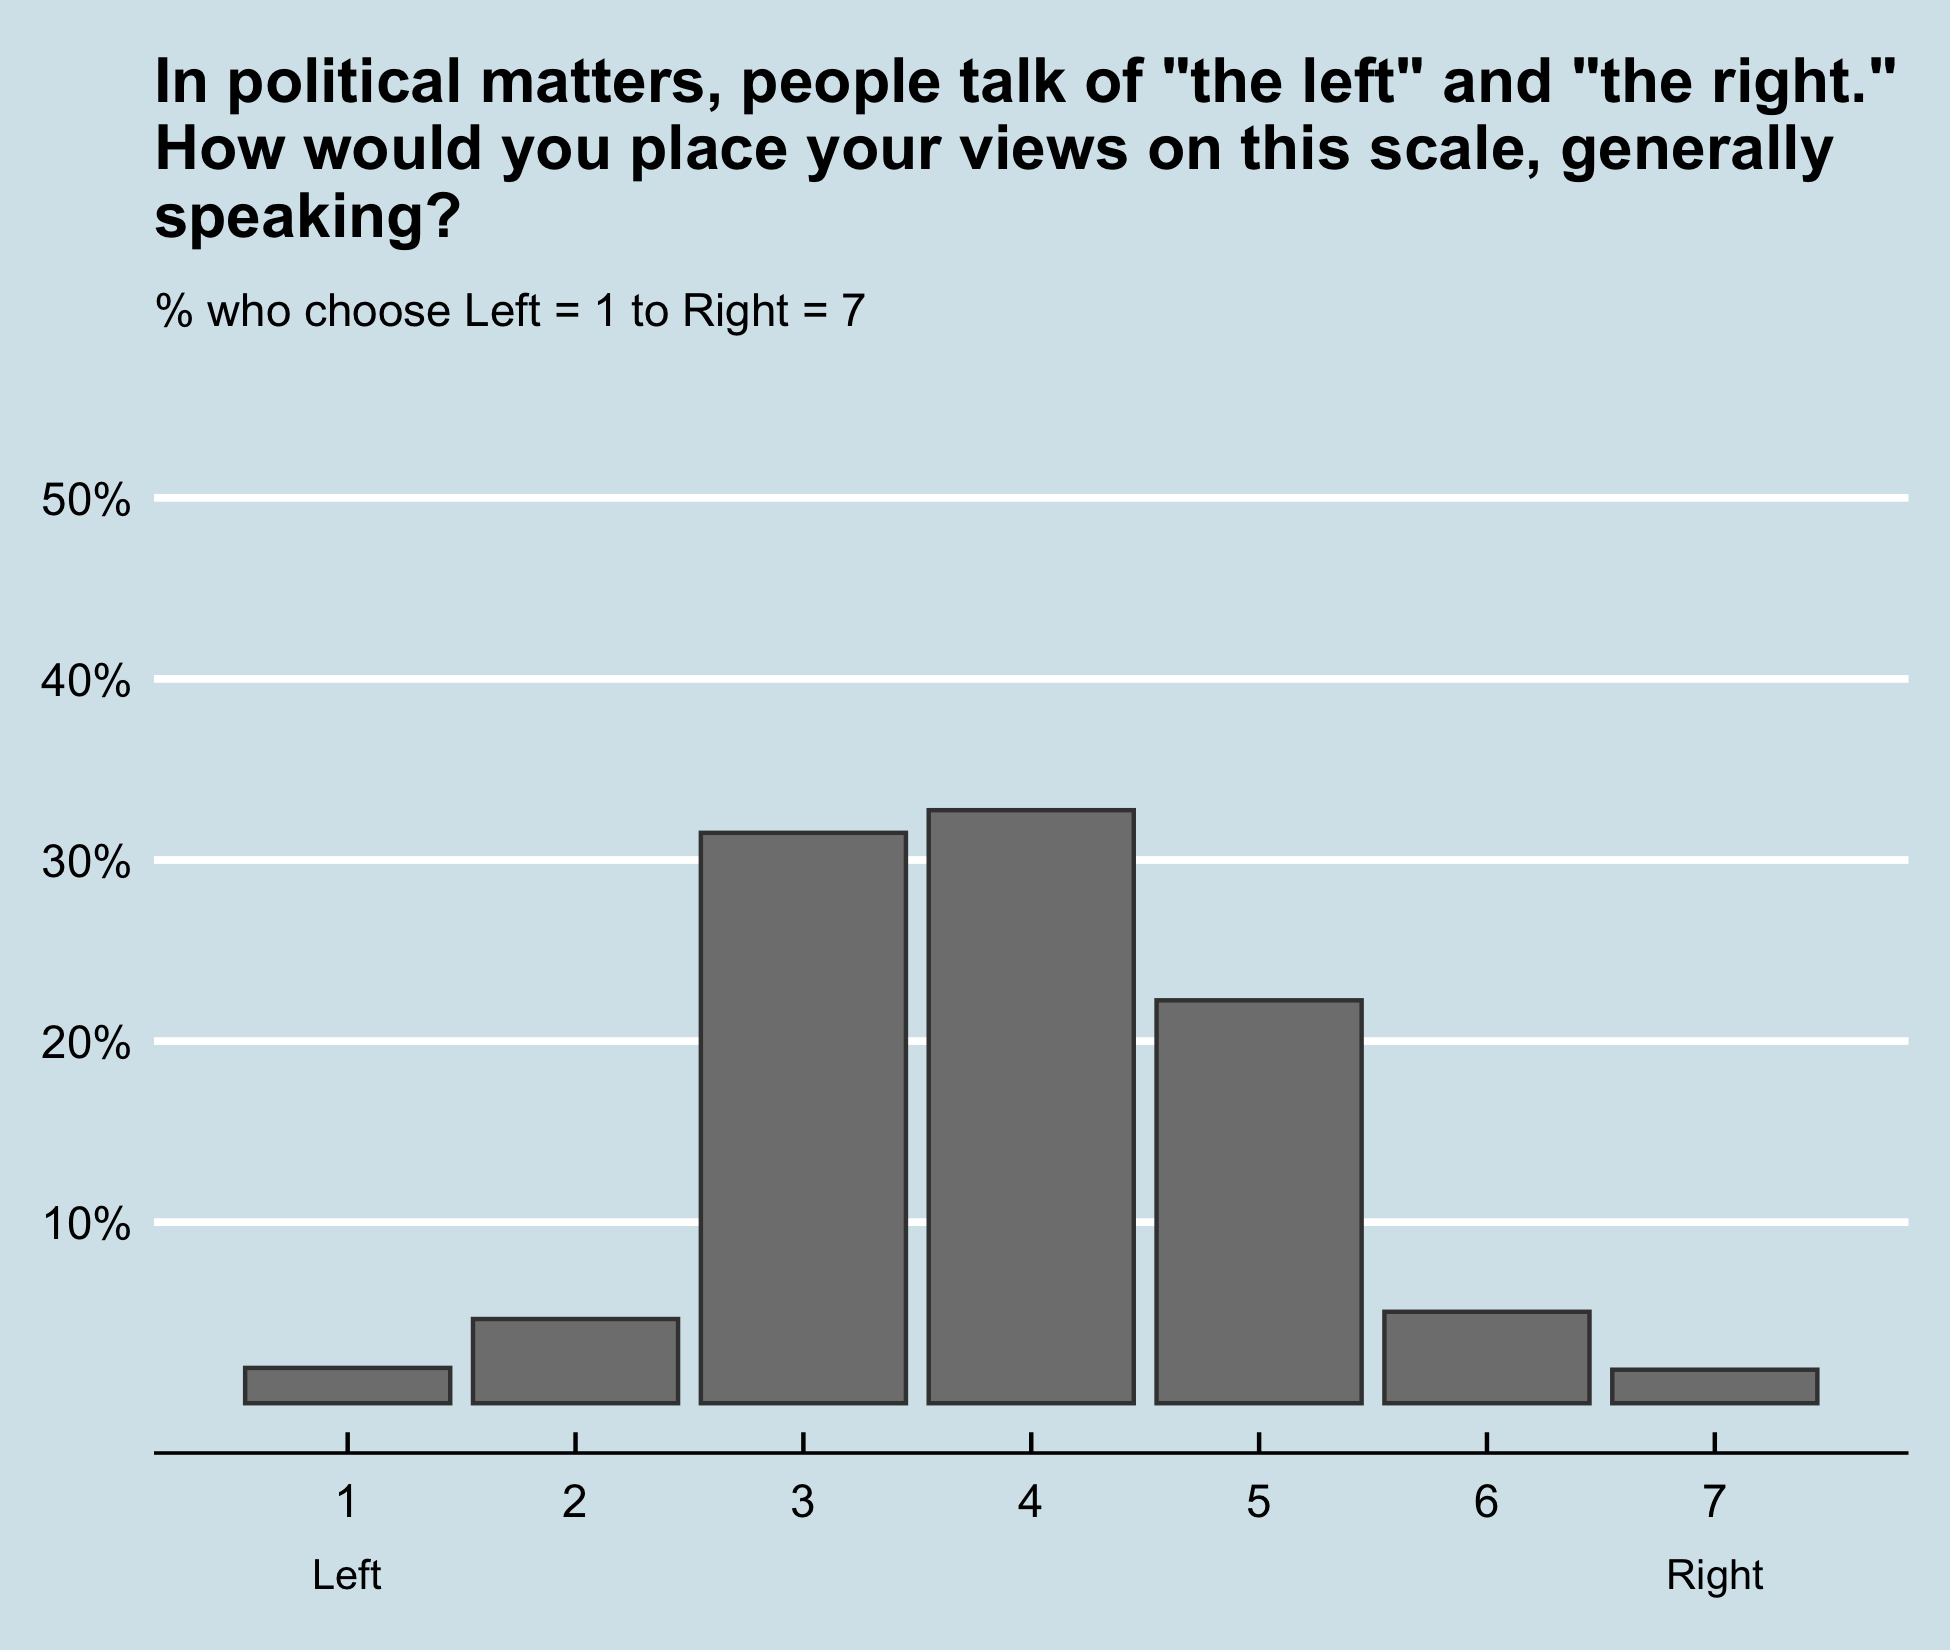 In political matters, people talk of "the left" and "the right."
How would you place your views on this scale, generally
speaking?
% who choose Left = 1 to Right = 7
50%
40%
30%
20%
10%
1 2 3 4 5 6 7
Left Right